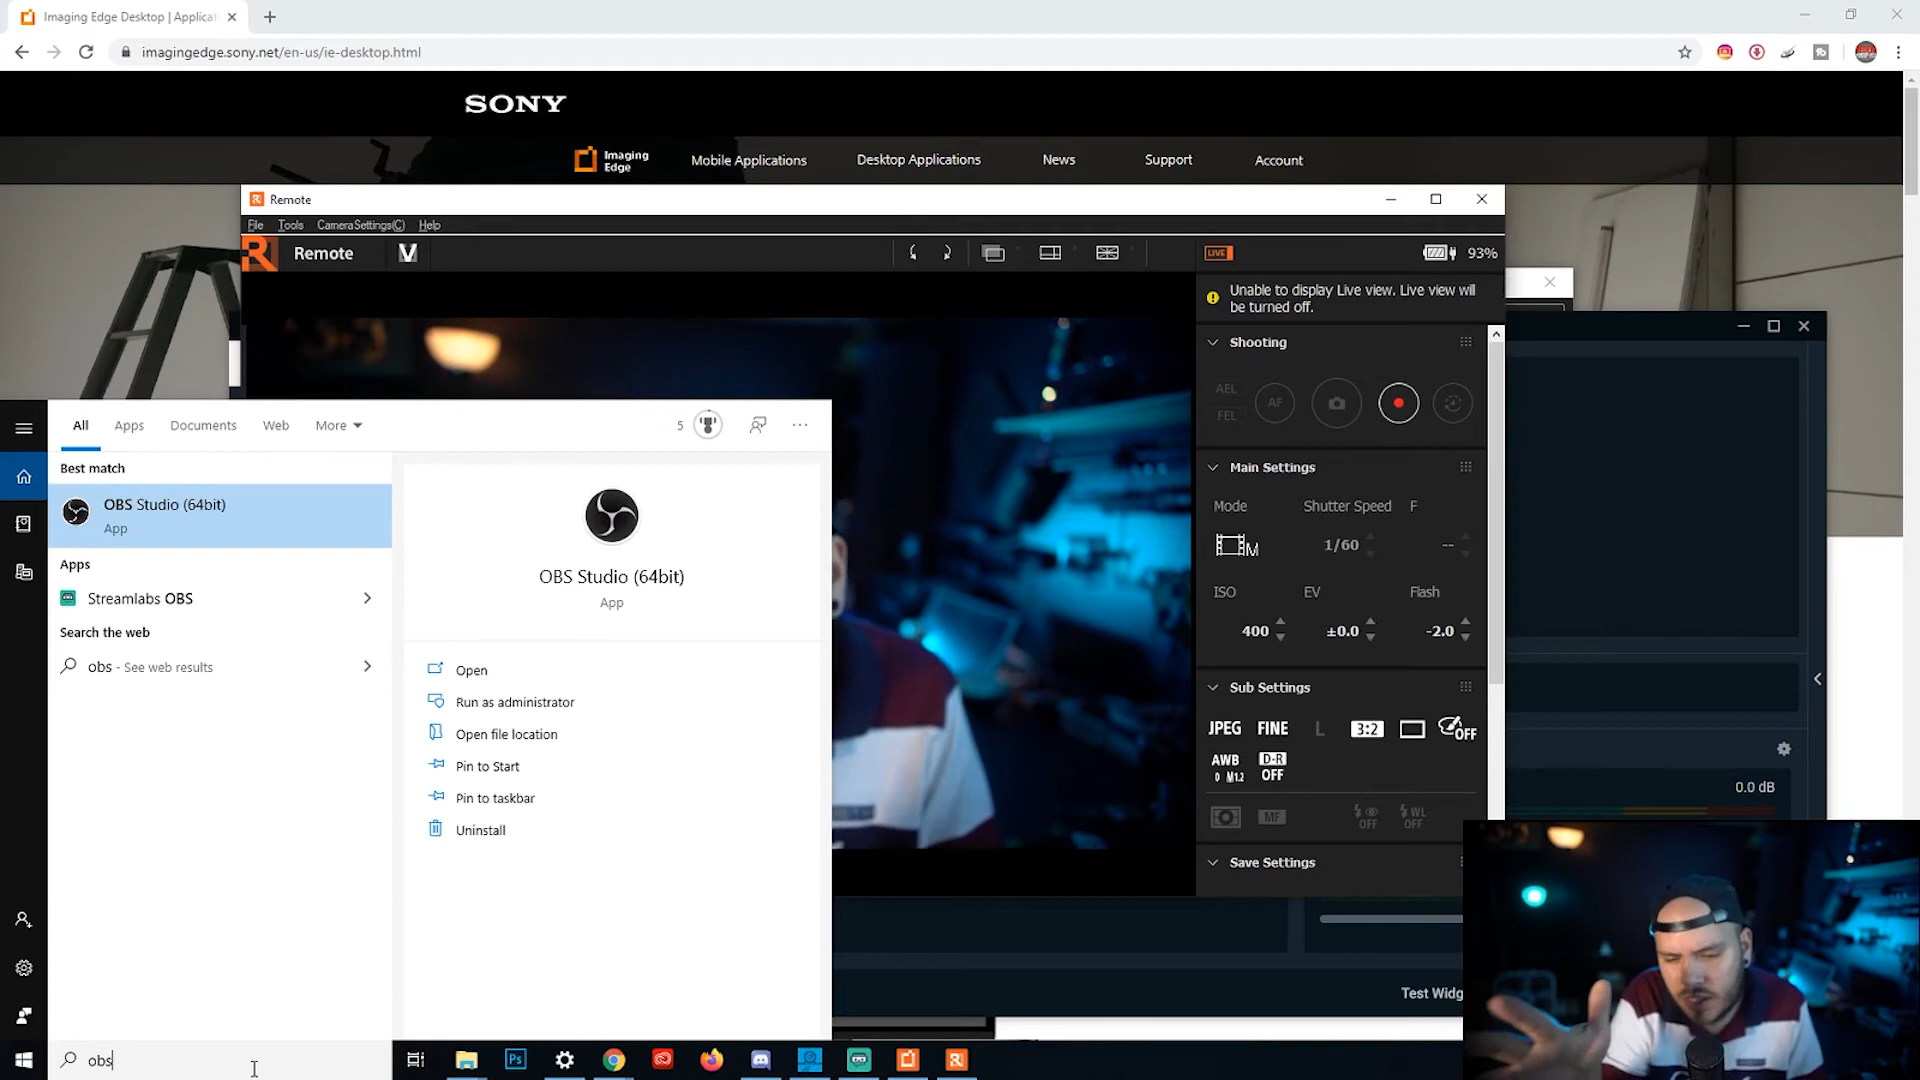 Imaging Edge Desktop | Applicat
imagingedge.sony.net/en-us/ie-desktop.html
SONY
Imaging Edge
Mobile Applications
Desktop Applications
News
Support
Account
Remote
File Tools CameraSettings(C) Help
Remote
LIVE
93%
Unable to display Live view. Live view will
be turned off.
Shooting
AEL
FEL
AF
Main Settings
Mode Shutter Speed F
M 1/60 --
ISO EV Flash
400 ±0.0 -2.0
Sub Settings
JPEG FINE L 3:2 OFF
AWB D-R
OFF
MF OFF WL OFF
Save Settings
0.0 dB
Test Widg
All Apps Documents Web More
5
Best match
OBS Studio (64bit)
App
Apps
Streamlabs OBS
Search the web
obs - See web results
OBS Studio (64bit)
App
Open
Run as administrator
Open file location
Pin to Start
Pin to taskbar
Uninstall
obs
Ps